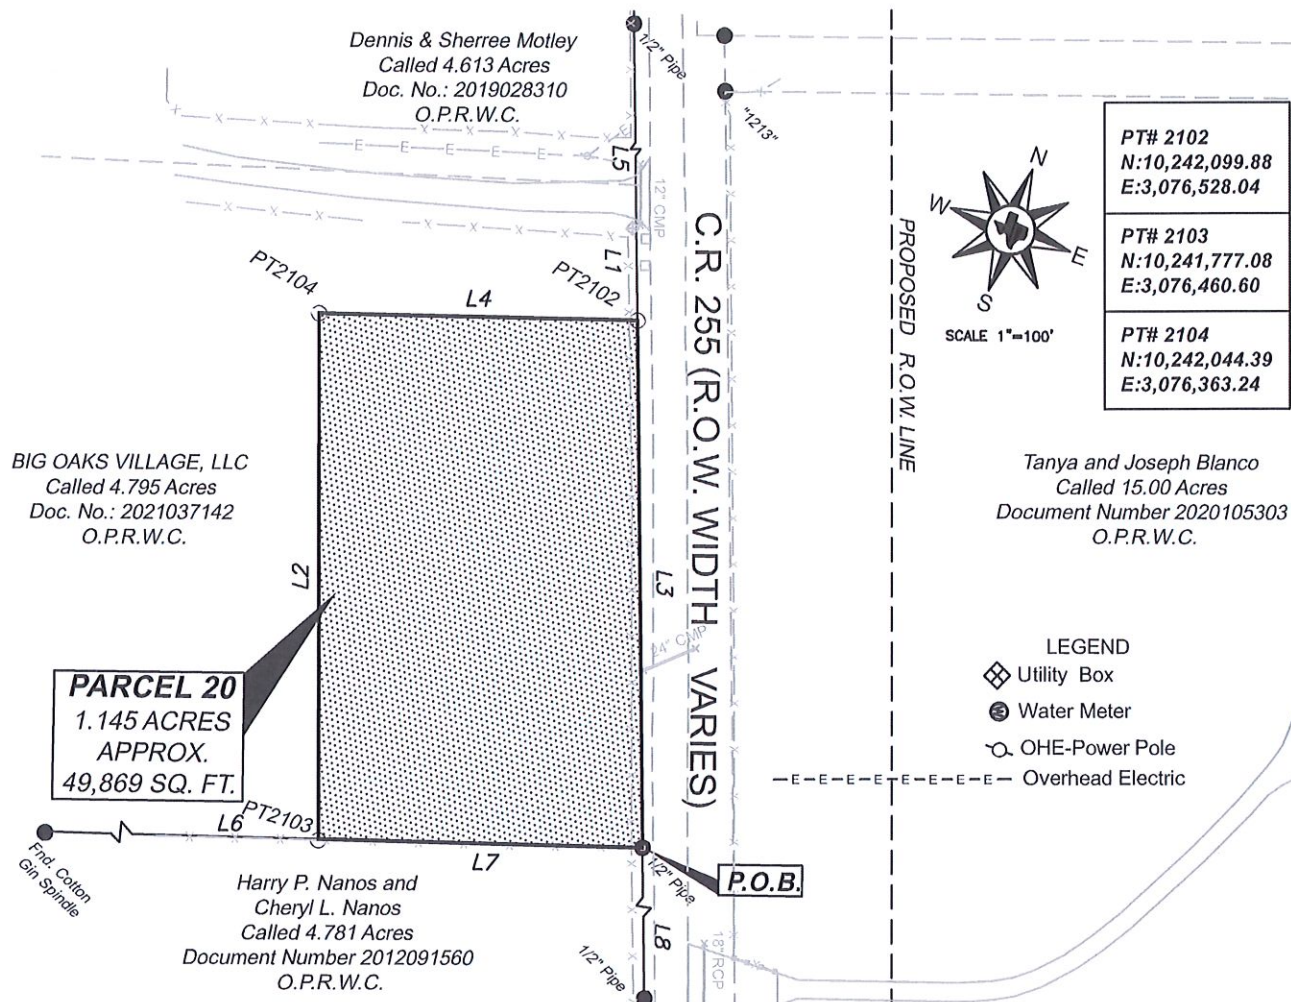 Dennis & Sherree Motley
Called 4.613 Acres
Doc. No.: 2019028310
O.P.R.W.C.
1/2" Pipe
"1213"
L5
12" CMP
L1
PT2104
L4
PT2102
C.R. 255 (R.O.W. WIDTH VARIES)
PROPOSED R.O.W. LINE
N
W
E
S
SCALE 1"=100'
PT# 2102
N:10,242,099.88
E:3,076,528.04
PT# 2103
N:10,241,777.08
E:3,076,460.60
PT# 2104
N:10,242,044.39
E:3,076,363.24
BIG OAKS VILLAGE, LLC
Called 4.795 Acres
Doc. No.: 2021037142
O.P.R.W.C.
Tanya and Joseph Blanco
Called 15.00 Acres
Document Number 2020105303
O.P.R.W.C.
L2
L3
24" CMP
PARCEL 20
1.145 ACRES
APPROX.
49,869 SQ. FT.
LEGEND
Utility Box
Water Meter
OHE-Power Pole
E E E E E E E Overhead Electric
L6
PT2103
L7
Fnd. Cotton
Gin Spindle
1/2" Pipe
P.O.B.
Harry P. Nanos and
Cheryl L. Nanos
Called 4.781 Acres
Document Number 2012091560
O.P.R.W.C.
L8
1/2" Pipe
18" RCP